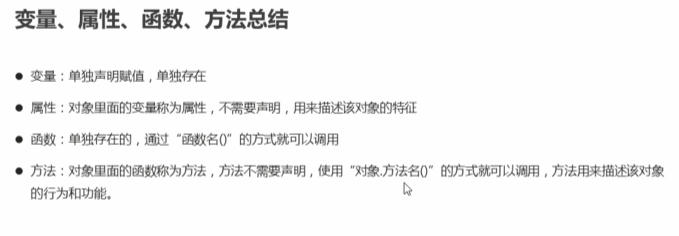 变量、属性、函数、方法总结
● 变量：单独声明赋值，单独存在
● 属性：对象里面的变量称为属性，不需要声明，用来描述该对象的特征
● 函数：单独存在的，通过“函数名()”的方式就可以调用
● 方法：对象里面的函数称为方法，方法不需要声明，使用“对象.方法名()”的方式就可以调用，方法用来描述该对象
的行为和功能。